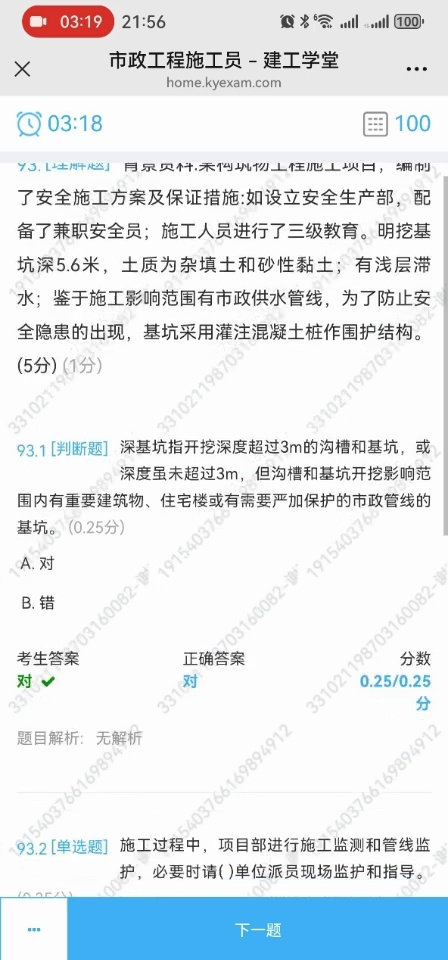 03:19 21:56 100
市政工程施工员 – 建工学堂
home.kyexam.com
03:18 100
93.1[理解题] 背景资料:某构筑物工程施工项目，编制
了安全施工方案及保证措施:如设立安全生产部，配
备了兼职安全员；施工人员进行了三级教育。明挖基
坑深5.6米，土质为杂填土和砂性黏土；有浅层滞
水；鉴于施工影响范围有市政供水管线，为了防止安
全隐患的出现，基坑采用灌注混凝土桩作围护结构。
(5分) (1分)
93.1 [判断题] 深基坑指开挖深度超过3m的沟槽和基坑，或
深度虽未超过3m，但沟槽和基坑开挖影响范
围内有重要建筑物、住宅楼或有需要严加保护的市政管线的
基坑。(0.25分)
A. 对
B. 错
考生答案 正确答案 分数
对 对 0.25/0.25
分
题目解析: 无解析
93.2 [单选题] 施工过程中，项目部进行施工监测和管线监
护，必要时请( )单位派员现场监护和指导。
(0.25分)
下一题